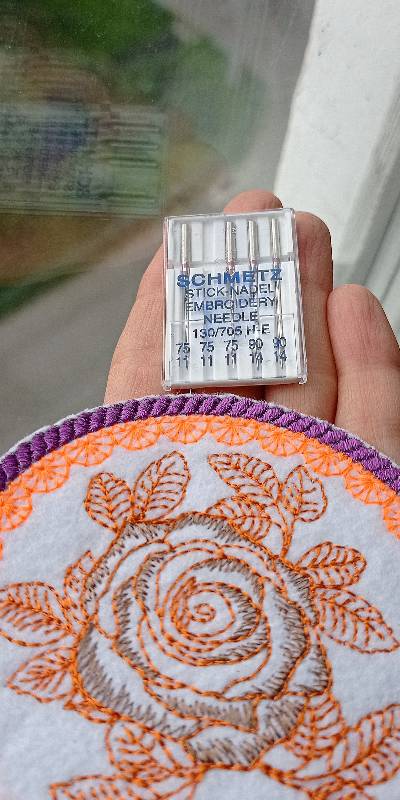 SCHMETZ
STICK-NADEL
EMBROIDERY
NEEDLE
130/705 H-E
75 75 75 90 90
11 11 11 14 14